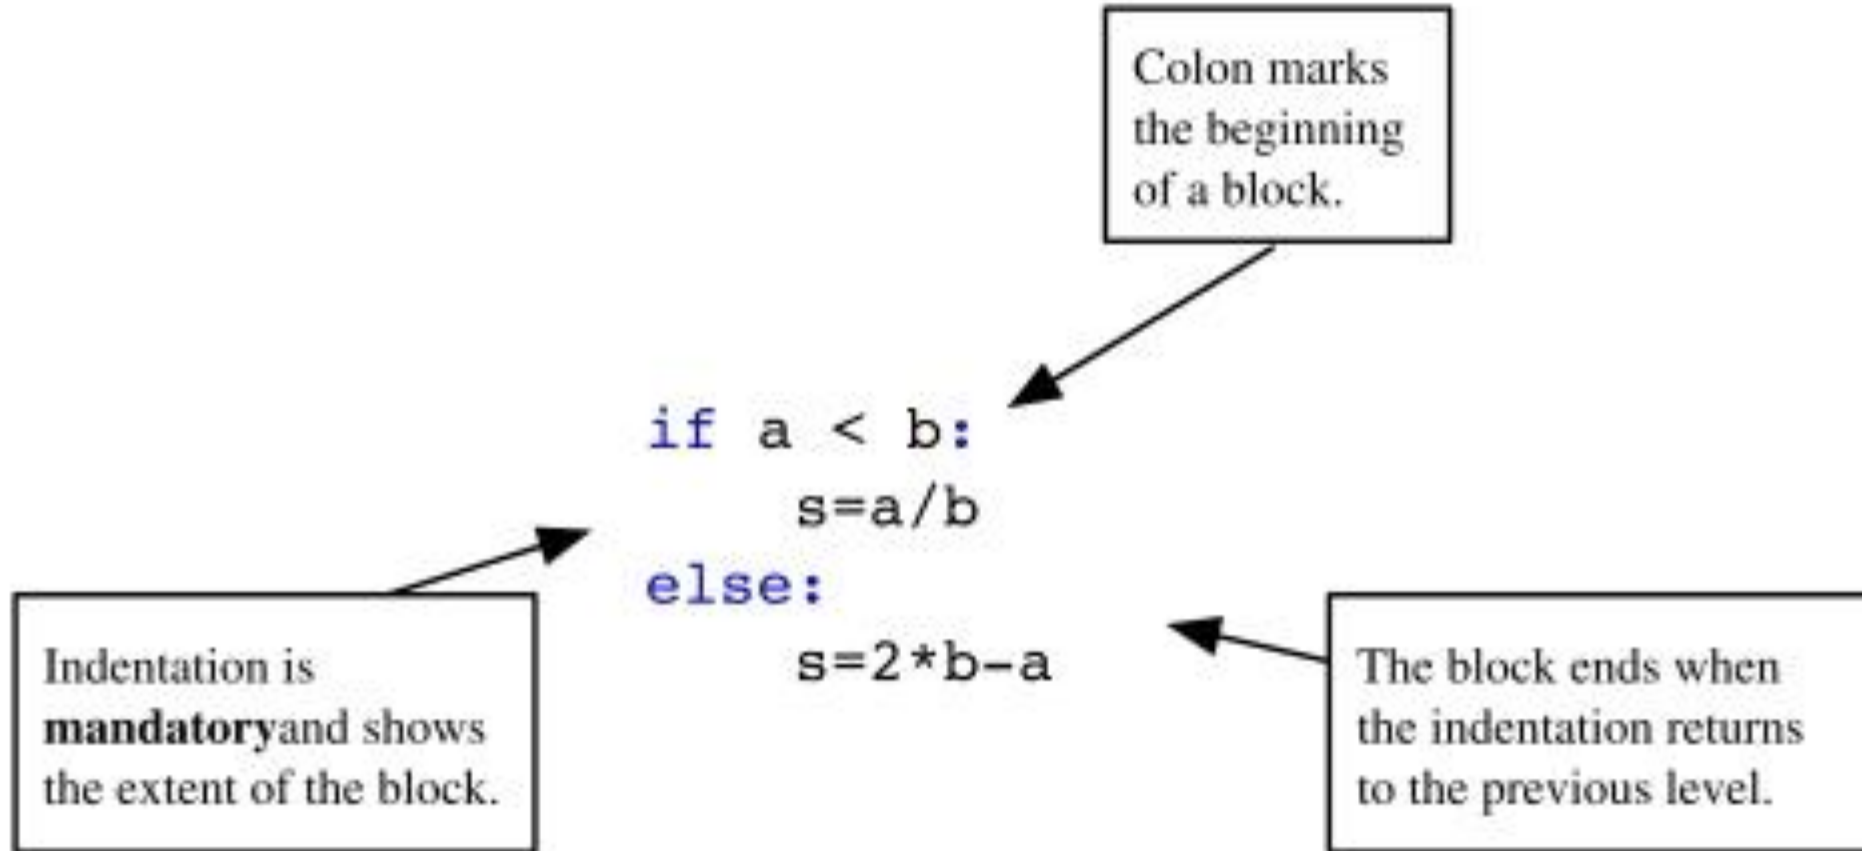 Colon marks
the beginning
of a block.
if a < b:
    s=a/b
else:
    s=2*b-a
Indentation is
mandatoryand shows
the extent of the block.
The block ends when
the indentation returns
to the previous level.